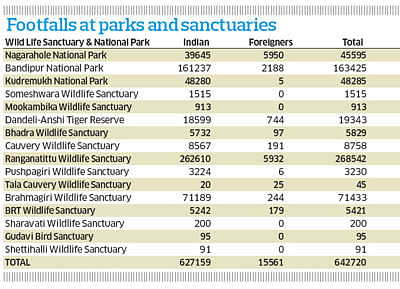 Footfalls at parks and sanctuaries
Wild Life Sanctuary & National Park Indian Foreigners Total
Nagarahole National Park 39645 5950 45595
Bandipur National Park 161237 2188 163425
Kudremukh National Park 48280 5 48285
Someshwara Wildlife Sanctuary 1515 0 1515
Mookambika Wildlife Sanctuary 913 0 913
Dandeli-Anshi Tiger Reserve 18599 744 19343
Bhadra Wildlife Sanctuary 5732 97 5829
Cauvery Wildlife Sanctuary 8567 191 8758
Ranganatittu Wildlife Sanctuary 262610 5932 268542
Pushpagiri Wildlife Sanctuary 3224 6 3230
Tala Cauvery Wildlife Sanctuary 20 25 45
Brahmagiri Wildlife Sanctuary 71189 244 71433
BRT Wildlife Sanctuary 5242 179 5421
Sharavati Wildlife Sanctuary 200 0 200
Gudavi Bird Sanctuary 95 0 95
Shettihalli Wildlife Sanctuary 91 0 91
TOTAL 627159 15561 642720